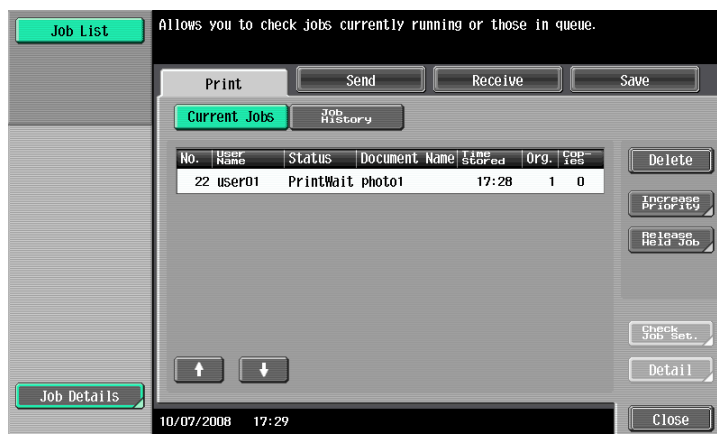 Job List
Allows you to check jobs currently running or those in queue.
Print
Send
Receive
Save
Current Jobs
Job
History
No. User Name Status Document Name Time Stored Org. Cop-ies
22 user01 PrintWait photo1 17:28 1 0
Delete
Increase
Priority
Release
Held Job
Check
Job Set.
Detail
Job Details
10/07/2008 17:29
Close